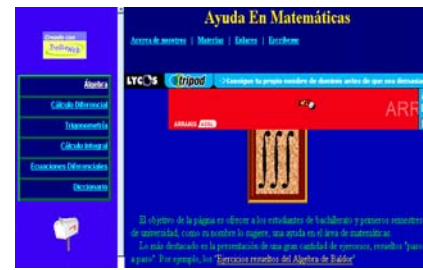 Ayuda En Matemáticas
Creado con
TrellixWeb
Acerca de nosotros | Materias | Enlaces | Escríbeme
LYCOS tripod Consigue tu propio nombre de dominio antes de que sea demasia
Álgebra
Cálculo Diferencial
Trigonometría
Cálculo Integral
Ecuaciones Diferenciales
Diccionario
ARR
El objetivo de la página es ofrecer a los estudiantes de bachillerato y primeros semestres
de universidad, como su nombre lo sugiere, una ayuda en el área de matemáticas.
Lo más destacado es la presentación de una gran cantidad de ejercicios, resueltos "paso
a paso". Por ejemplo, los "Ejercicios resueltos del Algebra de Baldor"